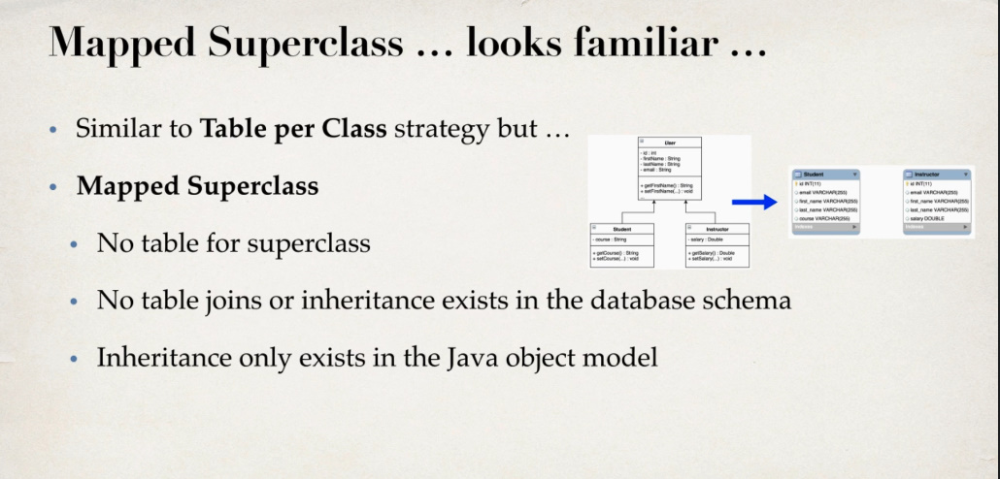 Mapped Superclass … looks familiar …
• Similar to Table per Class strategy but …
• Mapped Superclass
• No table for superclass
• No table joins or inheritance exists in the database schema
• Inheritance only exists in the Java object model
User
- id : int
- firstName : String
- lastName : String
- email : String
+ getFirstName() : String
+ setFirstName(...) : void
...
Student
- course : String
+ getCourse() : String
+ setCourse(...) : void
Instructor
- salary : Double
+ getSalary() : Double
+ setSalary(...) : void
Student
id INT(11)
email VARCHAR(255)
first_name VARCHAR(255)
last_name VARCHAR(255)
course VARCHAR(255)
Indexes
Instructor
id INT(11)
email VARCHAR(255)
first_name VARCHAR(255)
last_name VARCHAR(255)
salary DOUBLE
Indexes